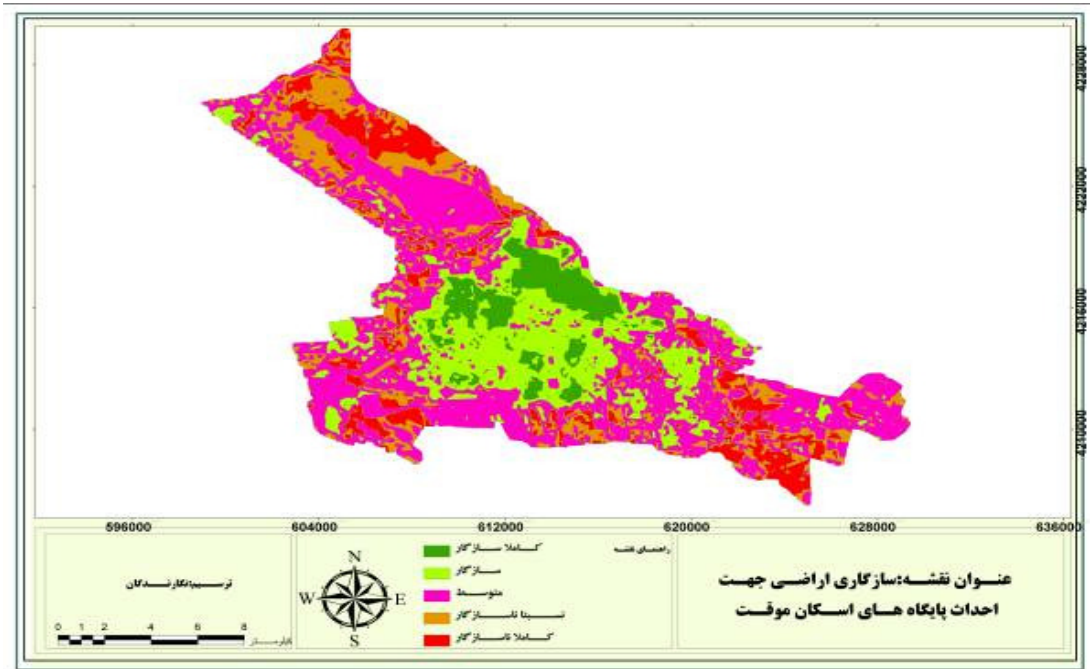 4228000
4222000
4216000
4210000
596000
604000
612000
620000
628000
636000
عنوان نقشه:سازگاری اراضی جهت
احداث پایگاه های اسکان موقت
راهنمای نقشه
کاملا سازگار
سازگار
متوسط
نسبتا ناسازگار
کاملا ناسازگار
N
W
E
S
ترسیم:نگارندگان
0 1 2 4 6 8
کیلومتر